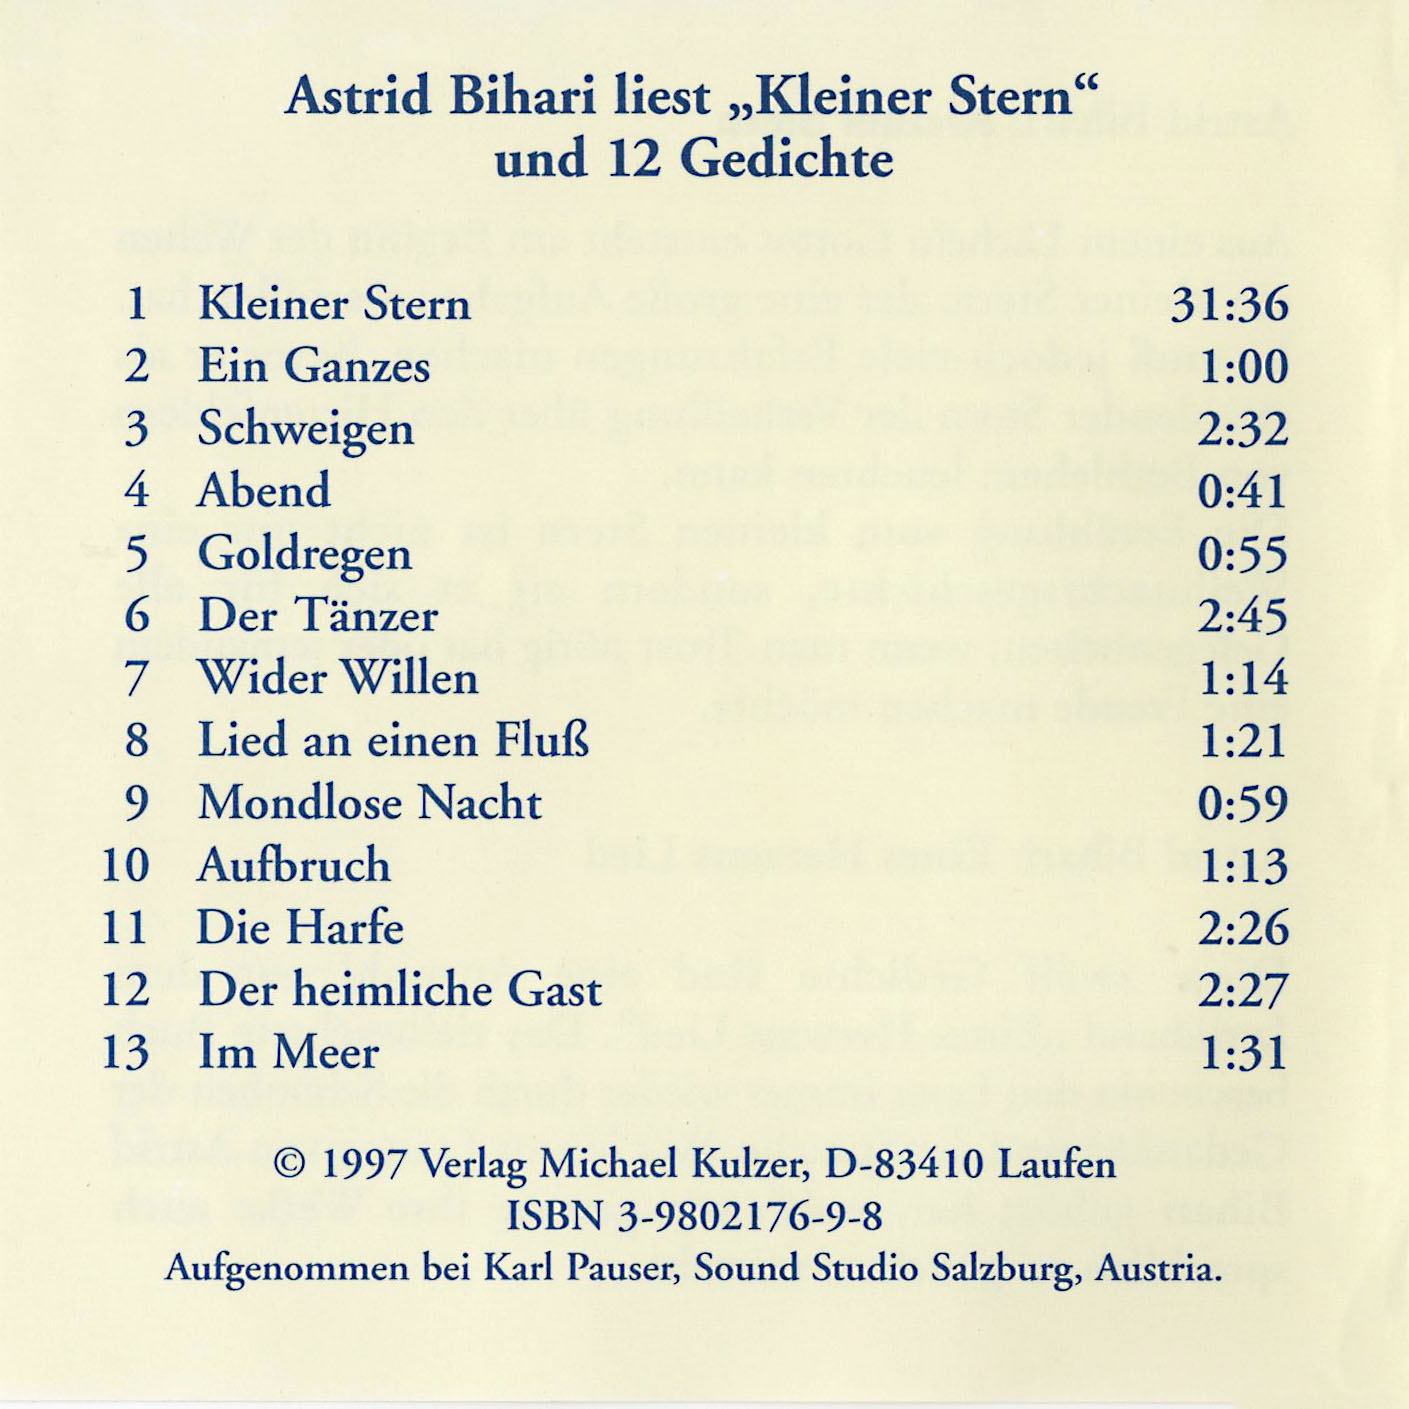 Astrid Bihari liest „Kleiner Stern“
und 12 Gedichte
1 Kleiner Stern 31:36
2 Ein Ganzes 1:00
3 Schweigen 2:32
4 Abend 0:41
5 Goldregen 0:55
6 Der Tänzer 2:45
7 Wider Willen 1:14
8 Lied an einen Fluß 1:21
9 Mondlose Nacht 0:59
10 Aufbruch 1:13
11 Die Harfe 2:26
12 Der heimliche Gast 2:27
13 Im Meer 1:31
© 1997 Verlag Michael Kulzer, D-83410 Laufen
ISBN 3-9802176-9-8
Aufgenommen bei Karl Pauser, Sound Studio Salzburg, Austria.